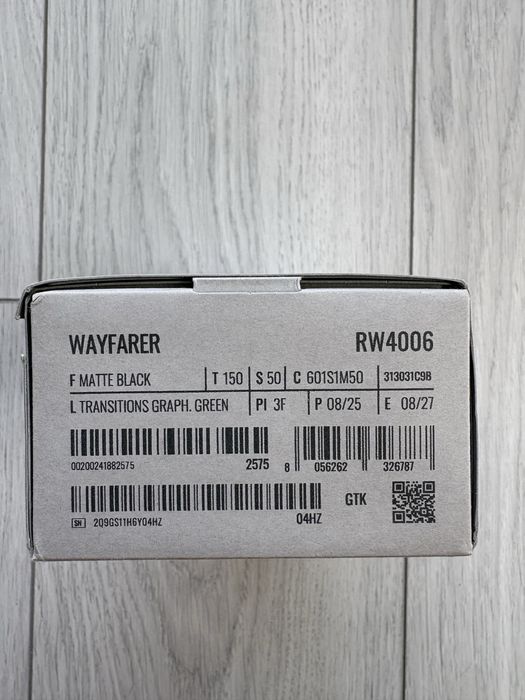 WAYFARER RW4006
F MATTE BLACK T 150 S 50 C 601S1M50 313031C9B
L TRANSITIONS GRAPH. GREEN PI 3F P 08/25 E 08/27
00200241882575 2575 8 056262 326787
SN 2Q9GS11H6Y04HZ 04HZ GTK